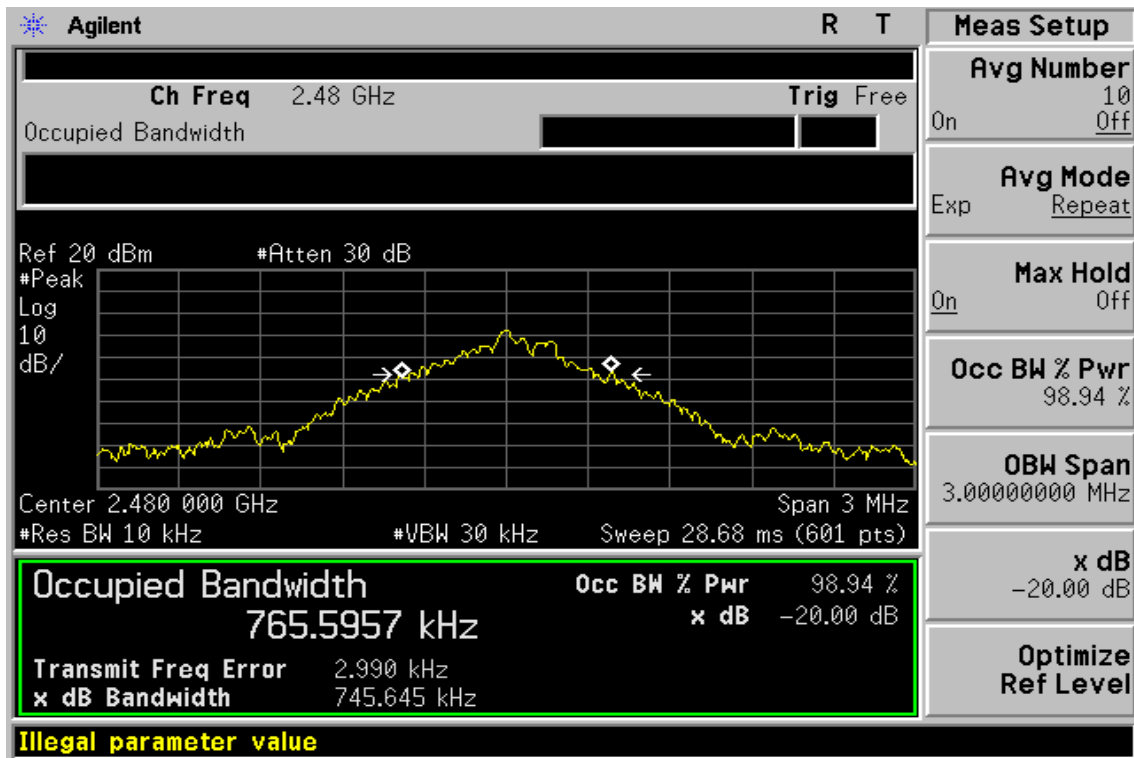 Agilent R T
Ch Freq 2.48 GHz Trig Free
Occupied Bandwidth
Ref 20 dBm #Atten 30 dB
#Peak
Log
10
dB/
Center 2.480 000 GHz Span 3 MHz
#Res BW 10 kHz #VBW 30 kHz Sweep 28.68 ms (601 pts)
Occupied Bandwidth Occ BW % Pwr 98.94 %
765.5957 kHz x dB -20.00 dB
Transmit Freq Error 2.990 kHz
x dB Bandwidth 745.645 kHz
Illegal parameter value
Meas Setup
Avg Number
10
On Off
Avg Mode
Exp Repeat
Max Hold
On Off
Occ BW % Pwr
98.94 %
OBW Span
3.00000000 MHz
x dB
-20.00 dB
Optimize
Ref Level